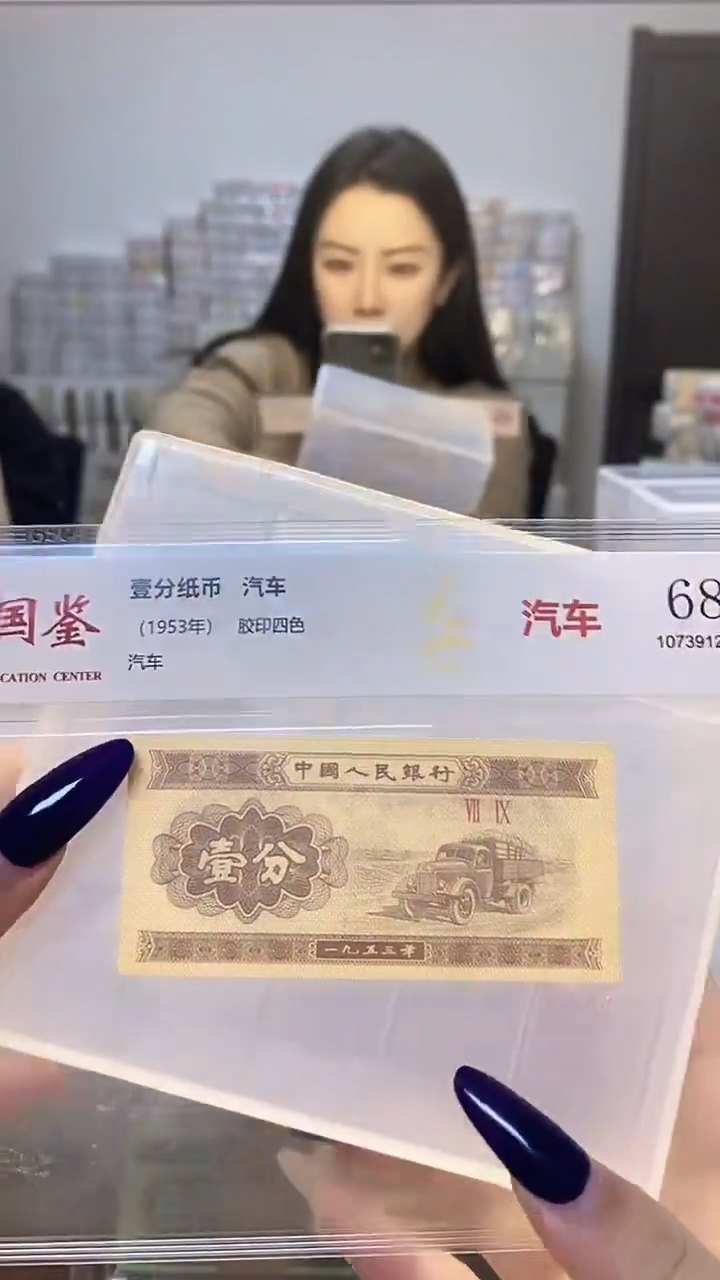 国鉴
CATION CENTER
壹分纸币 汽车
(1953年) 胶印四色
汽车
汽车
68
1073912
中國人民銀行
VII IX
壹分
一九五三年